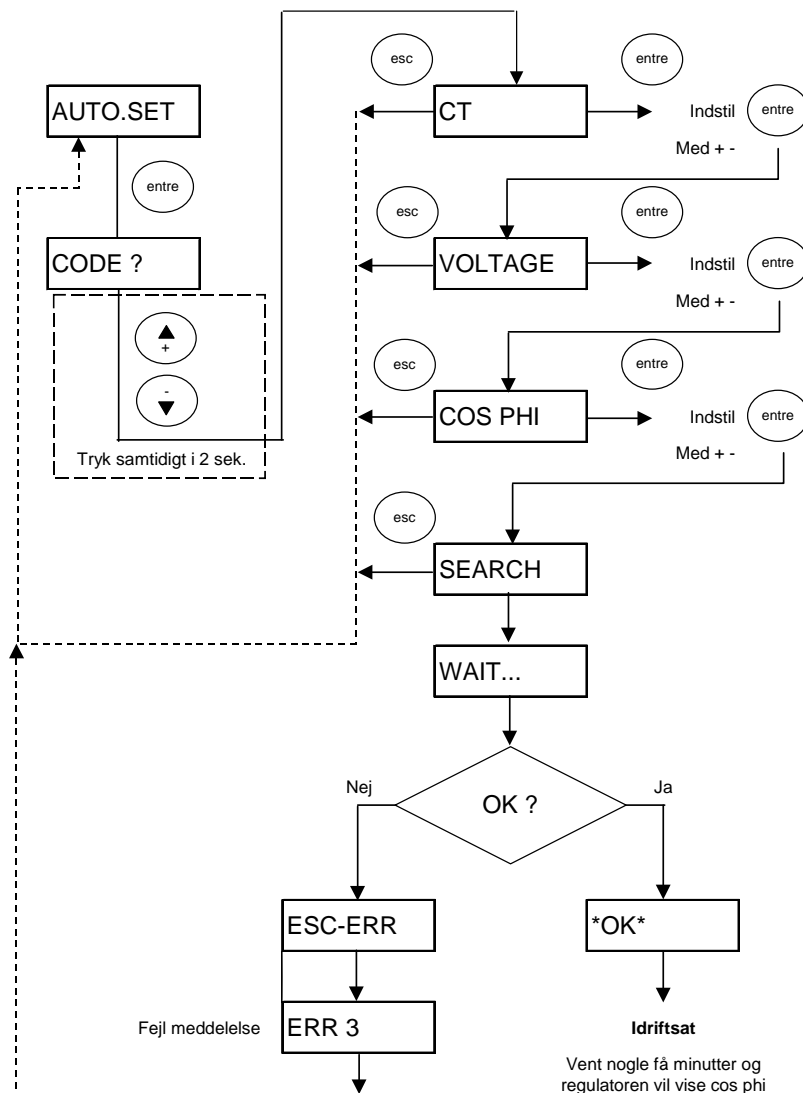 AUTO.SET
entre
CODE ?
+
-
Tryk samtidigt i 2 sek.
esc
entre
CT
Indstil
entre
Med + -
esc
entre
VOLTAGE
Indstil
entre
Med + -
esc
entre
COS PHI
Indstil
entre
Med + -
esc
SEARCH
WAIT...
Nej
OK ?
Ja
ESC-ERR
*OK*
Fejl meddelelse
ERR 3
Idriftsat
Vent nogle få minutter og
regulatoren vil vise cos phi